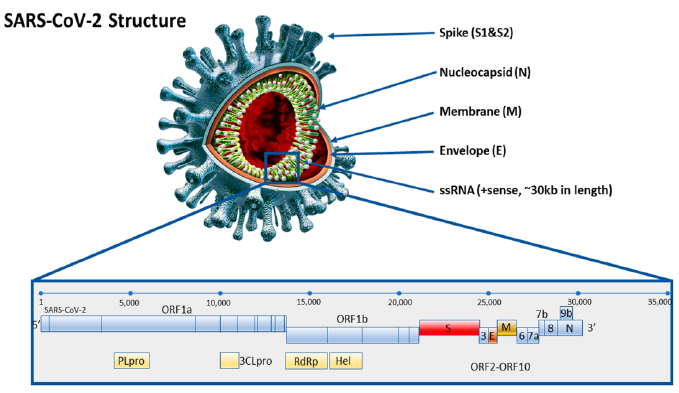 SARS-CoV-2 Structure
Spike (S1&S2)
Nucleocapsid (N)
Membrane (M)
Envelope (E)
ssRNA (+sense, ~30kb in length)
1 5,000 10,000 15,000 20,000 25,000 30,000 35,000
SARS-CoV-2 ORF1a ORF1b 7b 9b
5' S 3 E M 6 7a 8 N 3'
PLpro 3CLpro RdRp Hel ORF2-ORF10